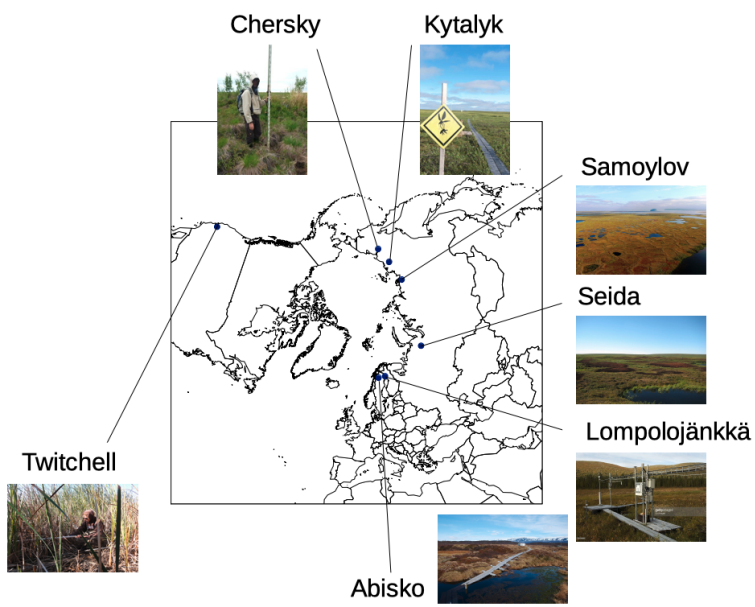 Chersky
Kytalyk
Samoylov
Seida
Lompolojänkkä
Twitchell
Abisko